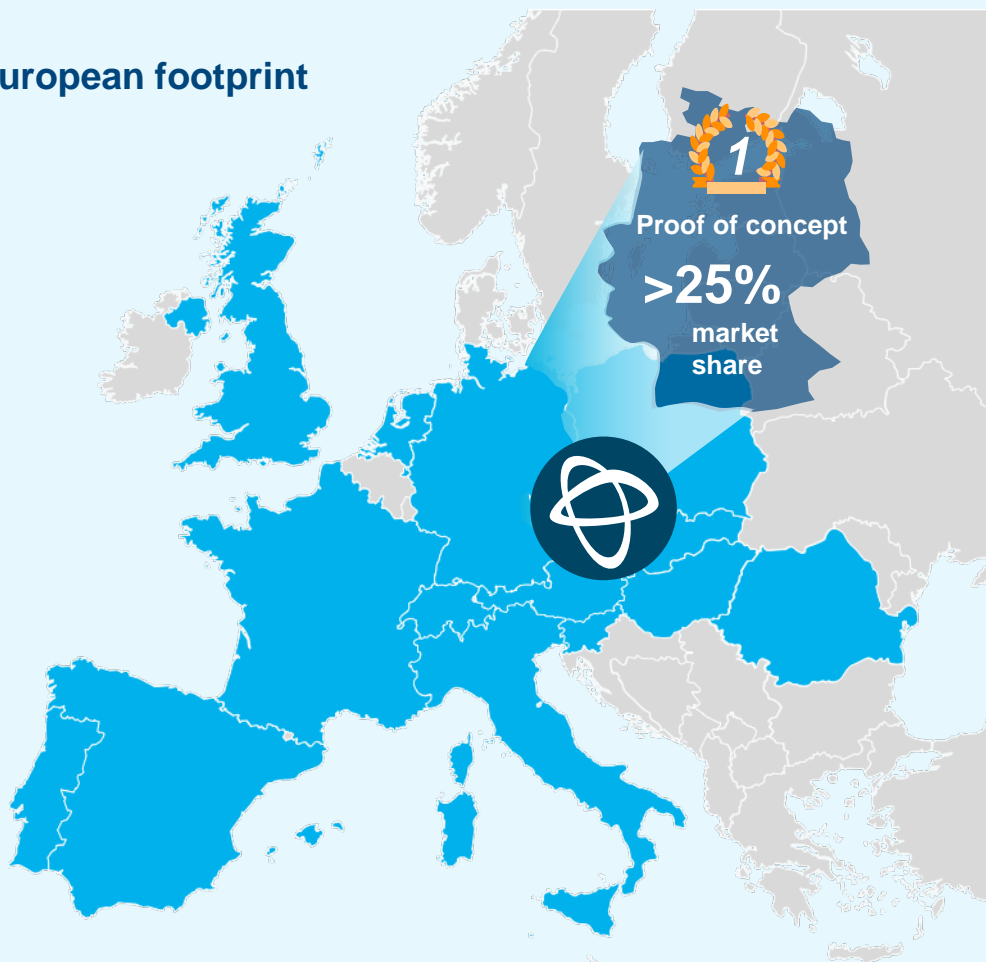 uropean footprint
1
Proof of concept
>25%
market
share